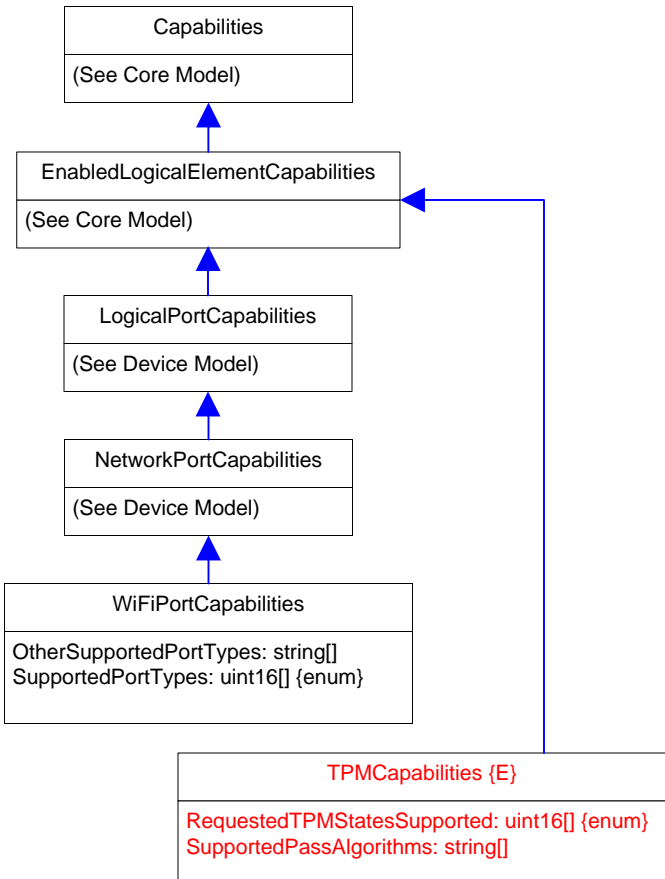 Capabilities
(See Core Model)
EnabledLogicalElementCapabilities
(See Core Model)
LogicalPortCapabilities
(See Device Model)
NetworkPortCapabilities
(See Device Model)
WiFiPortCapabilities
OtherSupportedPortTypes: string[]
SupportedPortTypes: uint16[] {enum}
TPMCapabilities {E}
RequestedTPMStatesSupported: uint16[] {enum}
SupportedPassAlgorithms: string[]